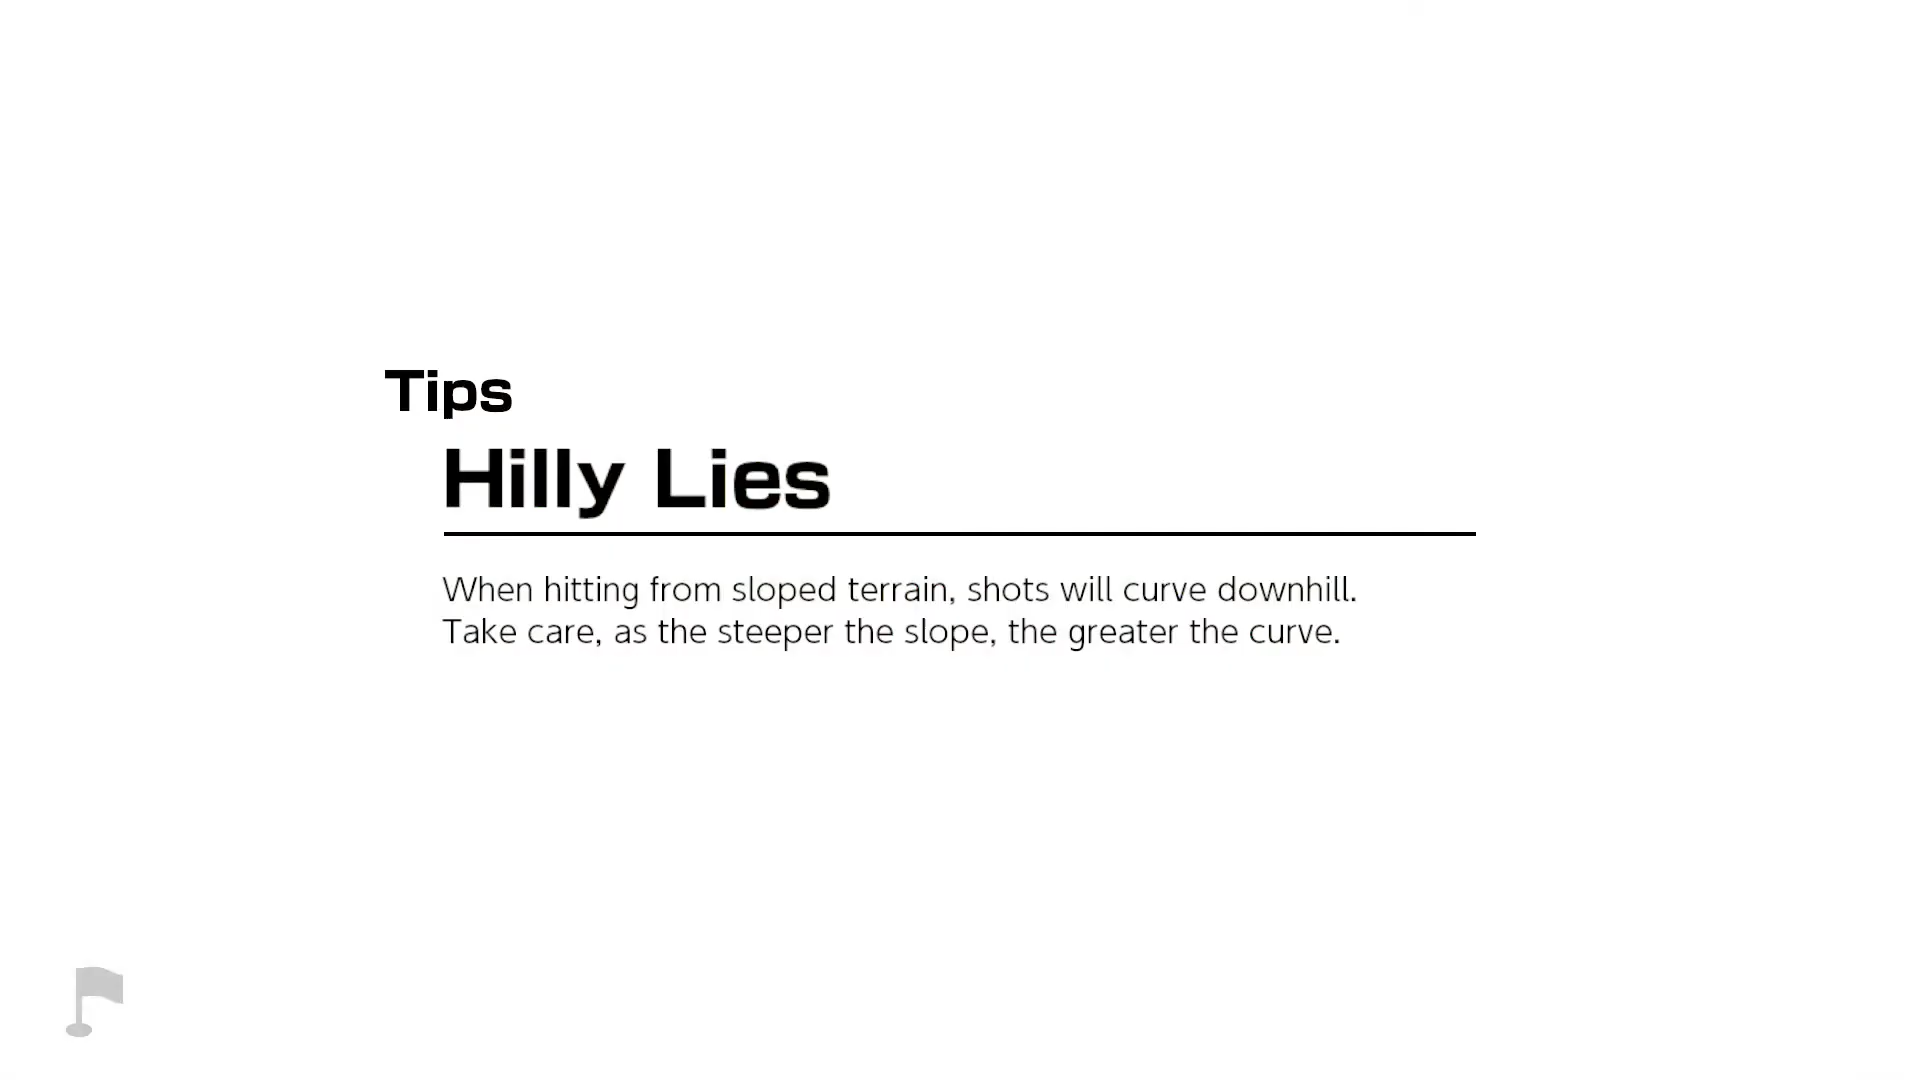 Tips
Hilly Lies
When hitting from sloped terrain, shots will curve downhill.
Take care, as the steeper the slope, the greater the curve.